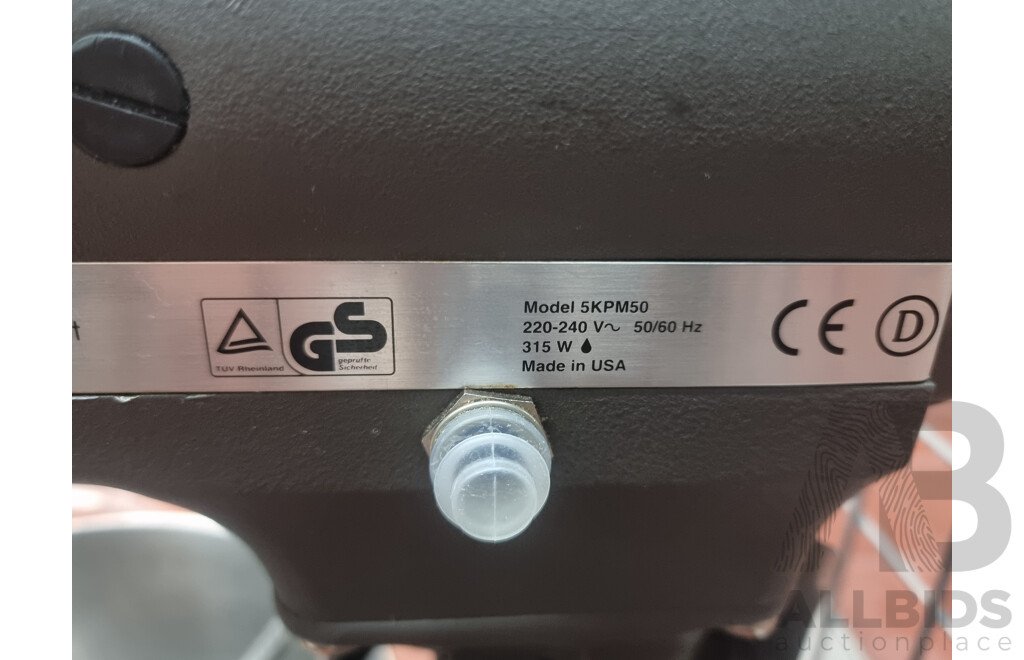 t
TÜV Rheinland
GS
geprüfte
Sicherheit
Model 5KPM50
220-240 V~ 50/60 Hz
315 W
Made in USA
CE
D
AB
ALLBIDS
auctionplace